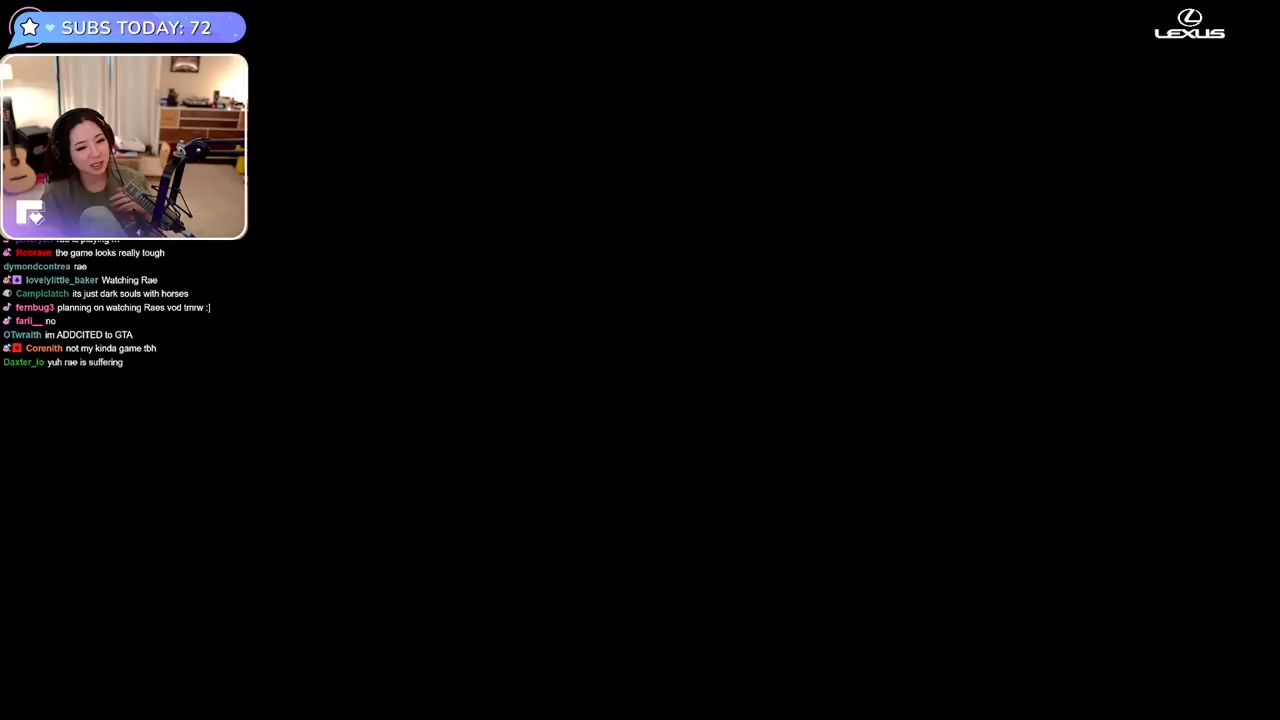 SUBS TODAY: 72
LEXUS
Robrawr the game looks really tough
dymondcontrea rae
lovelylittle_baker Watching Rae
Campiclatch its just dark souls with horses
fernbug3 planning on watching Raes vod tmrw :]
farii__ no
OTwraith im ADDCITED to GTA
Corenith not my kinda game tbh
Daxter_io yuh rae is suffering